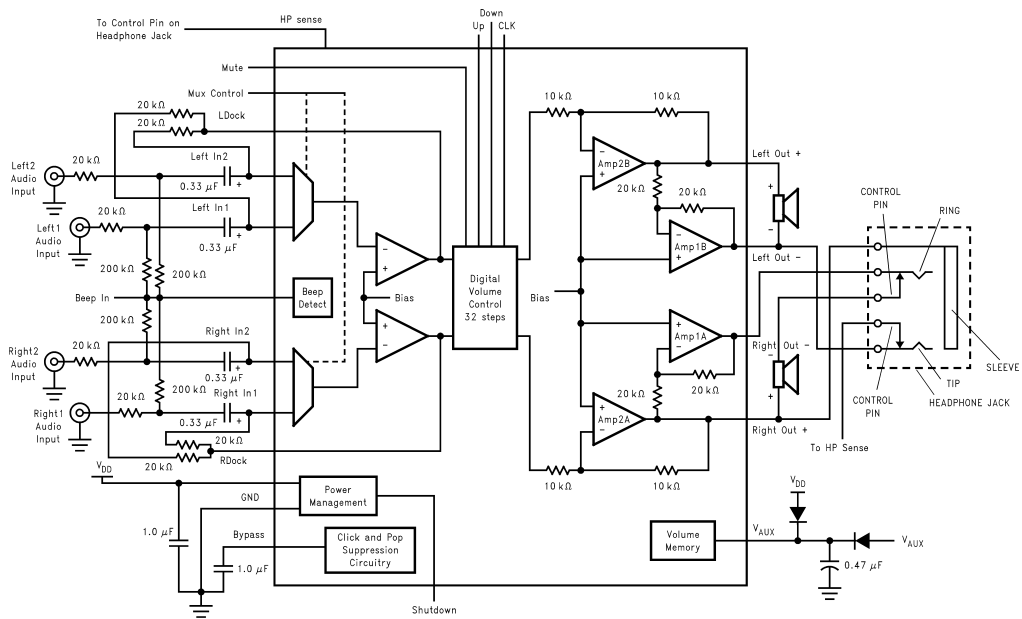 Down
Up CLK
To Control Pin on
Headphone Jack
HP sense
Mute
Mux Control
20 kΩ
LDock
20 kΩ
Left2
Audio
Input
20 kΩ
Left In2
0.33 µF
+
Left1
Audio
Input
20 kΩ
Left In1
0.33 µF
+
200 kΩ
200 kΩ
Beep In
200 kΩ
Beep
Detect
Bias
−
+
+
−
Digital
Volume
Control
32 steps
Right2
Audio
Input
20 kΩ
Right In2
0.33 µF
+
200 kΩ
Right1
Audio
Input
20 kΩ
Right In1
0.33 µF
+
20 kΩ
20 kΩ
RDock
10 kΩ
10 kΩ
−
Amp2B
+
20 kΩ
20 kΩ
−
Amp1B
+
Bias
+
Amp1A
−
20 kΩ
20 kΩ
+
Amp2A
−
10 kΩ
10 kΩ
Left Out +
+
−
Left Out −
Right Out −
−
+
Right Out +
CONTROL
PIN
RING
SLEEVE
TIP
HEADPHONE JACK
CONTROL
PIN
To HP Sense
VDD
GND
Power
Management
1.0 µF
Bypass
Click and Pop
Suppression
Circuitry
1.0 µF
Shutdown
Volume
Memory
VAUX
VDD
VAUX
0.47 µF